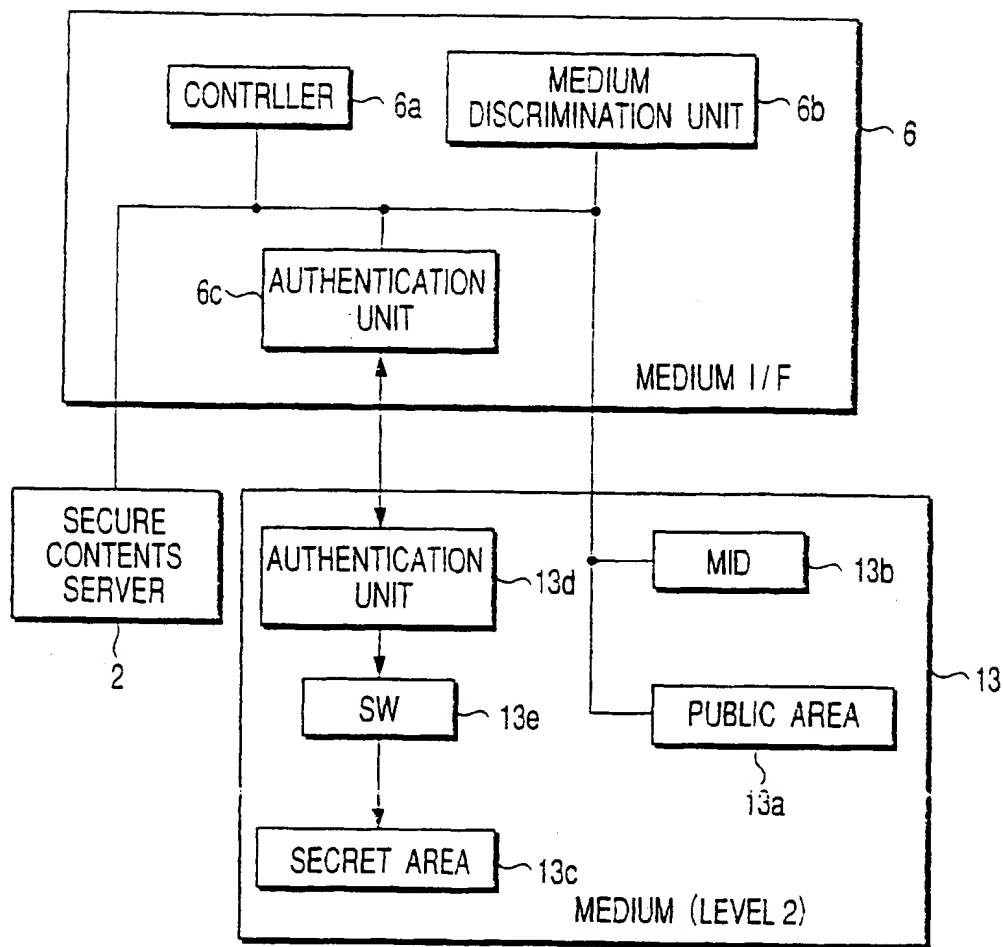 CONTRLLER
6a
MEDIUM
DISCRIMINATION UNIT
6b
6
6c
AUTHENTICATION
UNIT
MEDIUM I/F
SECURE
CONTENTS
SERVER
2
AUTHENTICATION
UNIT
13d
MID
13b
SW
13e
PUBLIC AREA
13a
13
SECRET AREA
13c
MEDIUM (LEVEL 2)